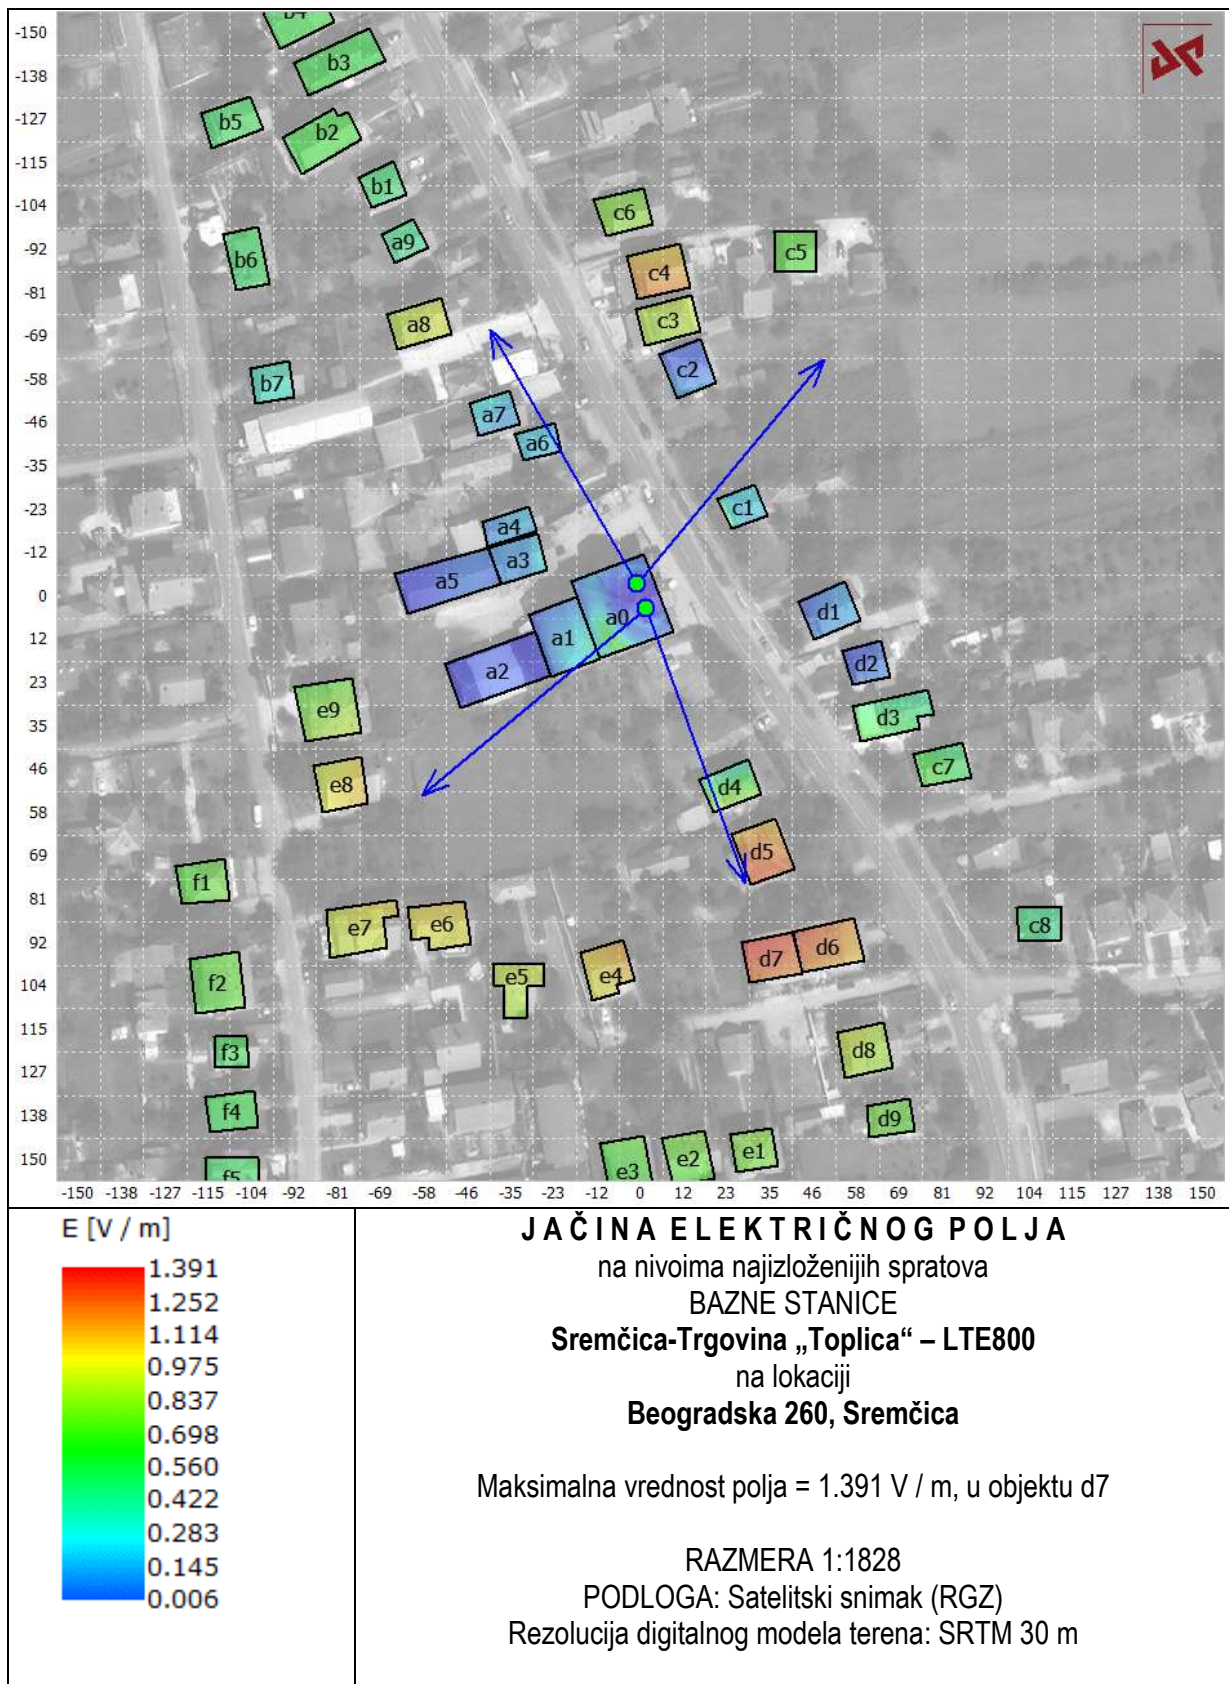 -150
-138
-127
-115
-104
-92
-81
-69
-58
-46
-35
-23
-12
0
12
23
35
46
58
69
81
92
104
115
127
138
150
b4
b3
b5
b2
b1
a9
b6
c6
c5
c4
c3
a8
c2
b7
a7
a6
c1
a4
a3
a5
a0
d1
a1
d2
a2
e9
d3
c7
e8
d4
d5
f1
e7
e6
c8
d6
d7
e4
e5
f2
f3
d8
f4
d9
e1
e2
e3
f5
-150 -138 -127 -115 -104 -92 -81 -69 -58 -46 -35 -23 -12 0 12 23 35 46 58 69 81 92 104 115 127 138 150
E [V / m]
1.391
1.252
1.114
0.975
0.837
0.698
0.560
0.422
0.283
0.145
0.006
JAČINA ELEKTRIČNOG POLJA
na nivoima najizloženijih spratova
BAZNE STANICE
Sremčica-Trgovina „Toplica“ – LTE800
na lokaciji
Beogradska 260, Sremčica
Maksimalna vrednost polja = 1.391 V / m, u objektu d7
RAZMERA 1:1828
PODLOGA: Satelitski snimak (RGZ)
Rezolucija digitalnog modela terena: SRTM 30 m